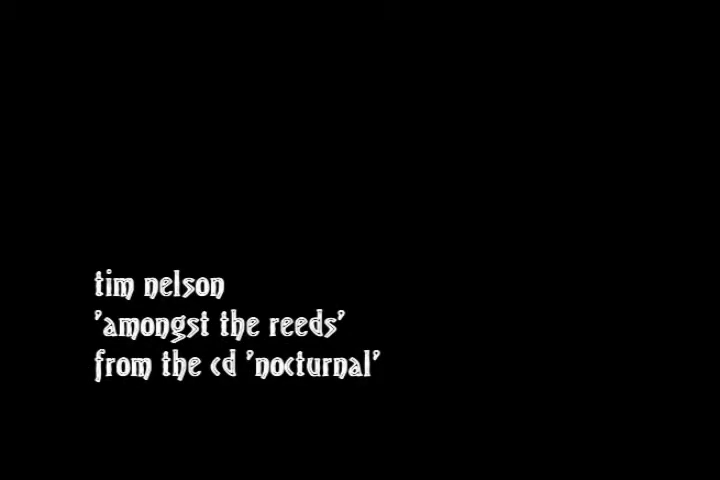 tim nelson
'amongst the reeds'
from the cd 'nocturnal'